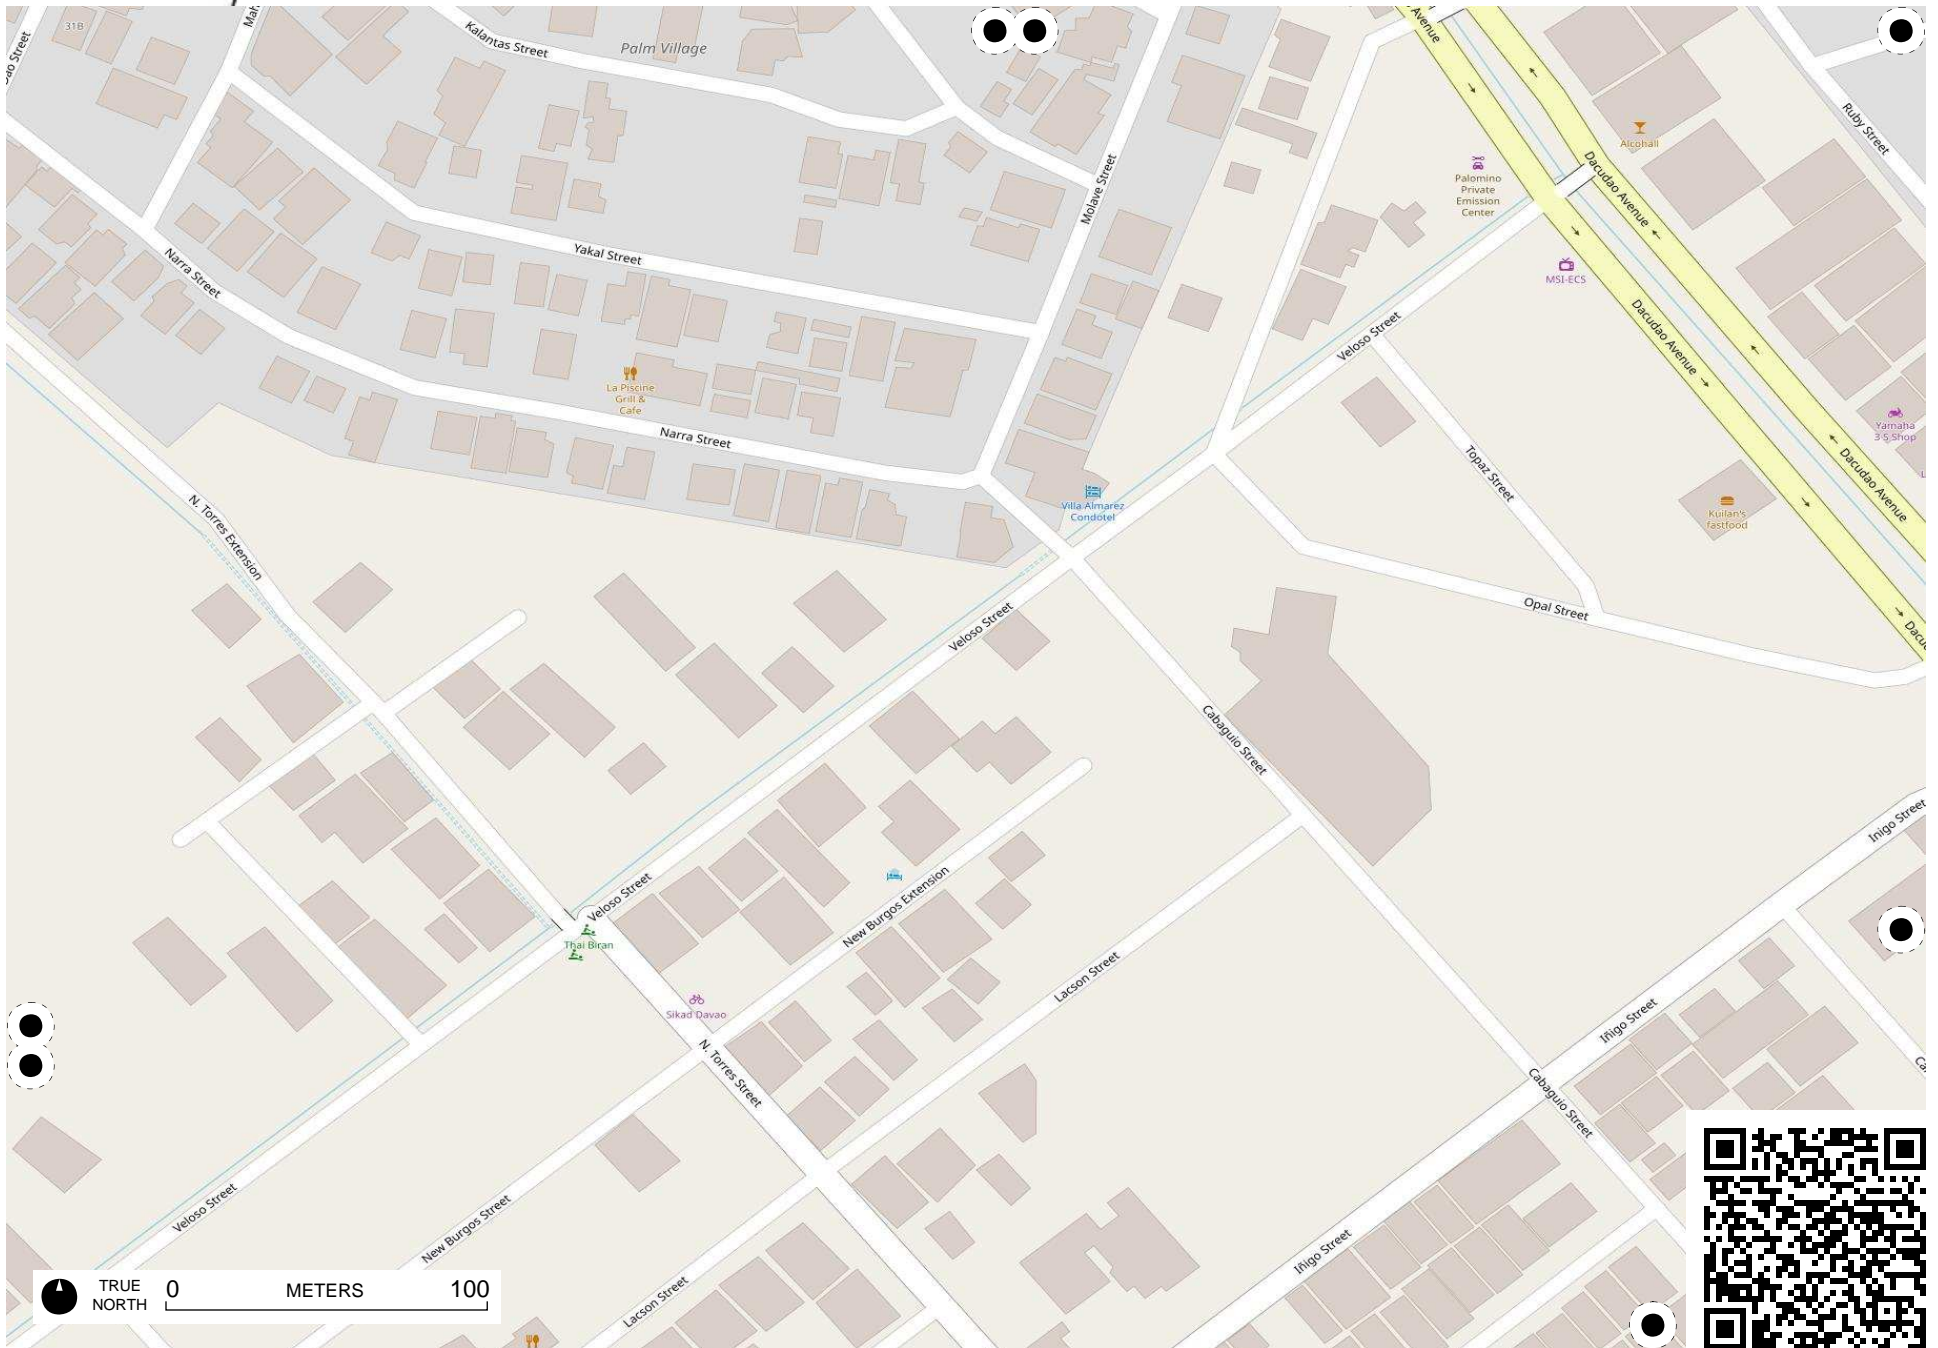 31B
Kalantas Street
Palm Village
Avenue
Ruby Street
Alcohall
Palomino
Private
Emission
Center
Dacudao Avenue
Molave Street
Yakal Street
Narra Street
MSI-ECS
Veloso Street
Dacudao Avenue
La Piscine
Grill &
Cafe
Narra Street
Yamaha
3 S Shop
Topaz Street
Dacudao Avenue
Villa Almarez
Condotel
Kuilan's
fastfood
N. Torres Extension
Opal Street
Veloso Street
Cabaguio Street
Inigo Street
Veloso Street
New Burgos Extension
Thai Biran
Lacson Street
Sikad Davao
Iñigo Street
N. Torres Street
Cabaguio Street
Veloso Street
New Burgos Street
Iñigo Street
Lacson Street
TRUE
NORTH
0 METERS 100